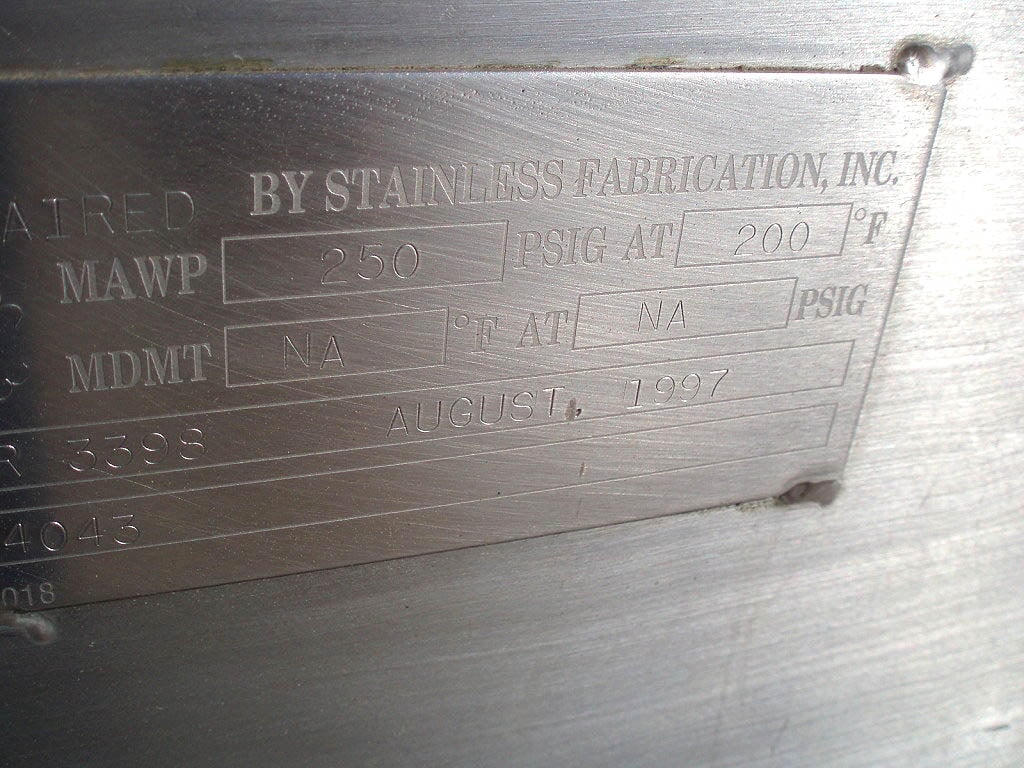 AIRED BY STAINLESS FABRICATION, INC.
MAWP 250 PSIG AT 200 °F
MDMT NA °F AT NA PSIG
R 3398 AUGUST, 1997
4043
018